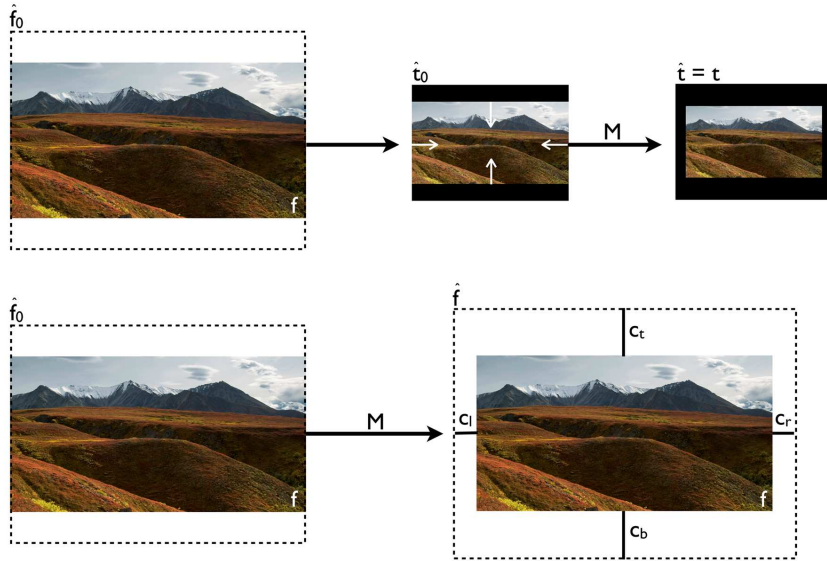 f̂₀
f
t̂₀
M
t̂ = t
f̂₀
f
M
f̂
cₜ
cₗ
cᵣ
f
c_b